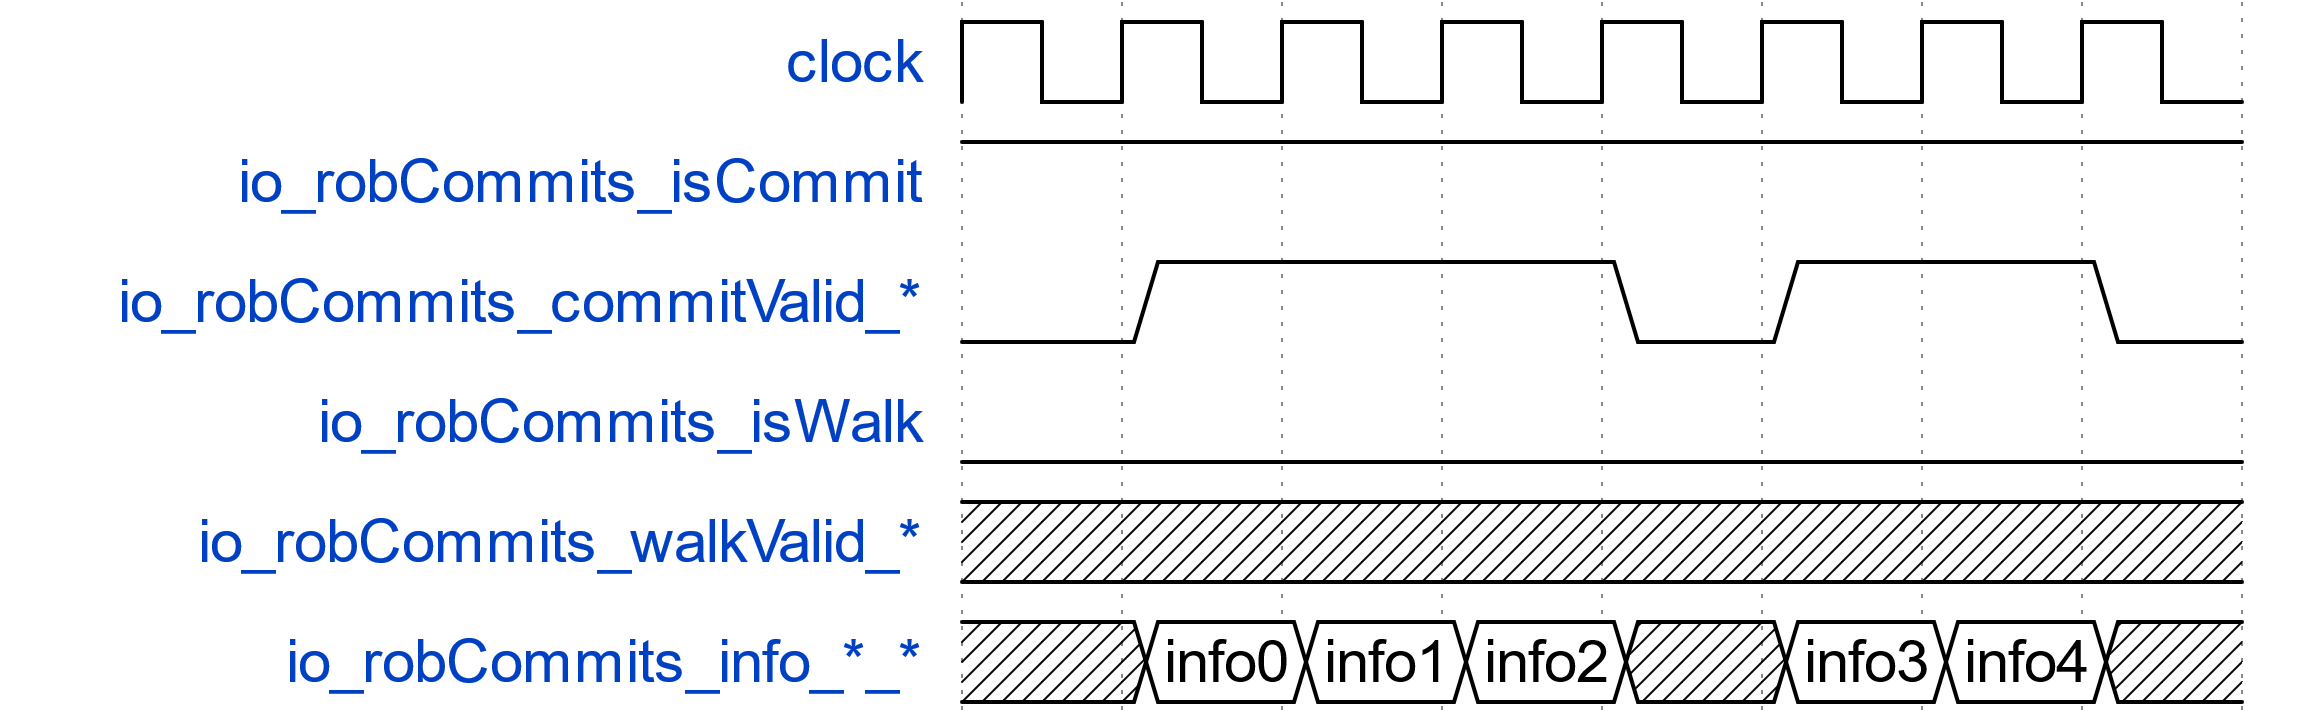 clock
io_robCommits_isCommit
io_robCommits_commitValid_*
io_robCommits_isWalk
io_robCommits_walkValid_*
io_robCommits_info_*_* info0 info1 info2 info3 info4